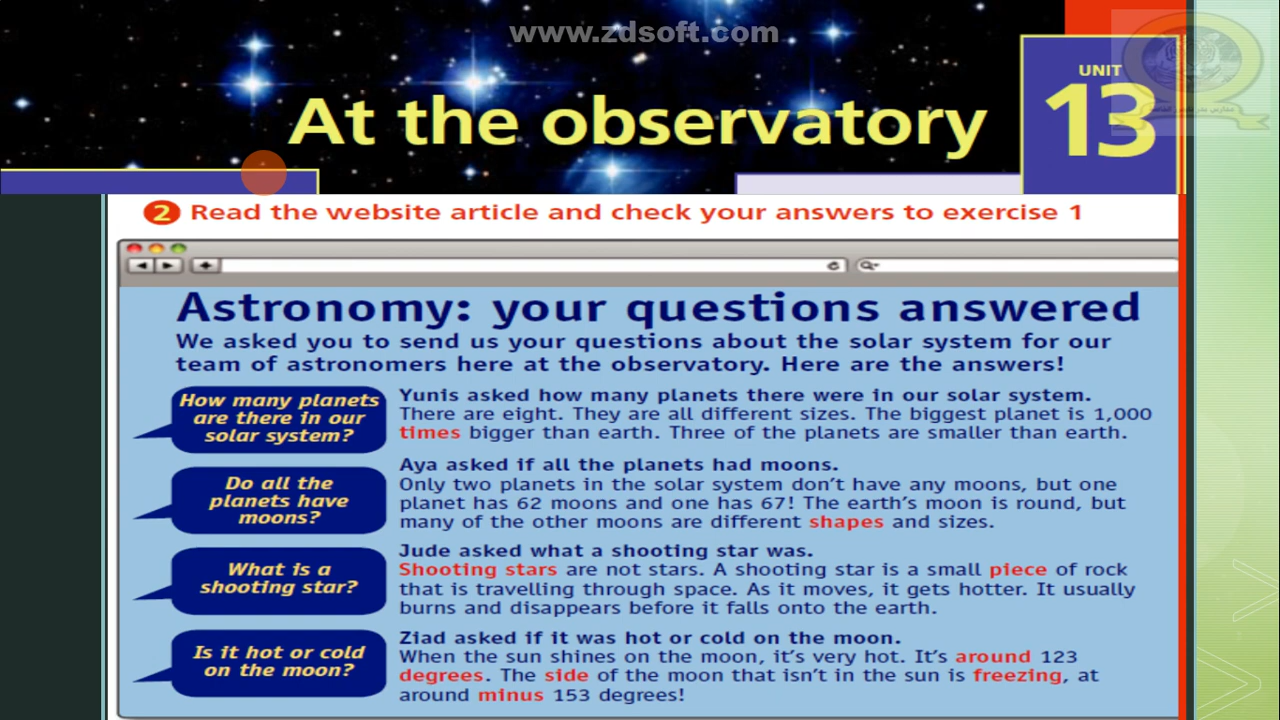 www.zdsoft.com
UNIT
13
At the observatory
2 Read the website article and check your answers to exercise 1
Astronomy: your questions answered
We asked you to send us your questions about the solar system for our
team of astronomers here at the observatory. Here are the answers!
How many planets
are there in our
solar system?
Yunis asked how many planets there were in our solar system.
There are eight. They are all different sizes. The biggest planet is 1,000
times bigger than earth. Three of the planets are smaller than earth.
Do all the
planets have
moons?
Aya asked if all the planets had moons.
Only two planets in the solar system don't have any moons, but one
planet has 62 moons and one has 67! The earth's moon is round, but
many of the other moons are different shapes and sizes.
What is a
shooting star?
Jude asked what a shooting star was.
Shooting stars are not stars. A shooting star is a small piece of rock
that is travelling through space. As it moves, it gets hotter. It usually
burns and disappears before it falls onto the earth.
Is it hot or cold
on the moon?
Ziad asked if it was hot or cold on the moon.
When the sun shines on the moon, it's very hot. It's around 123
degrees. The side of the moon that isn't in the sun is freezing, at
around minus 153 degrees!